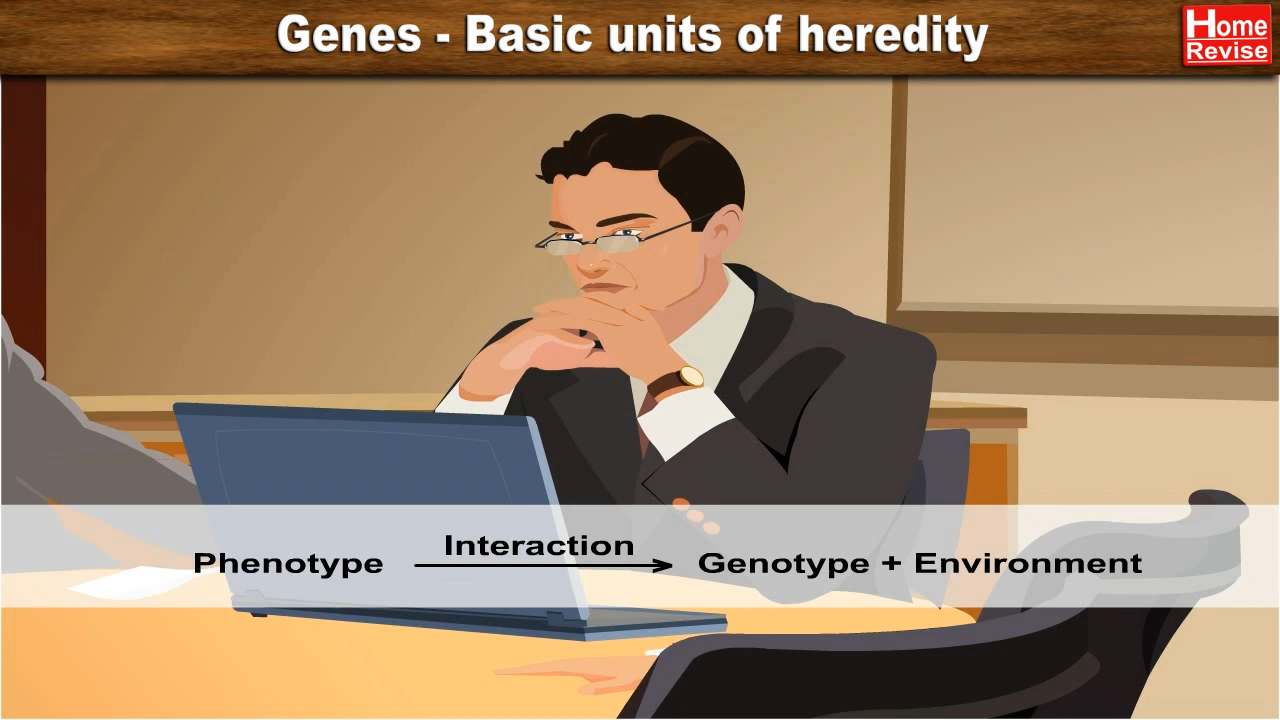 Genes - Basic units of heredity
Home
Revise
Interaction
Phenotype ⟶ Genotype + Environment